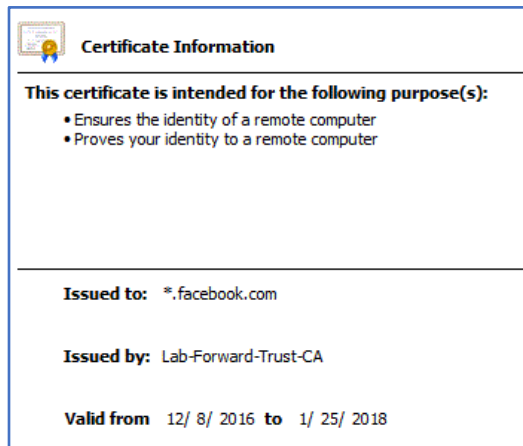 Certificate Information
This certificate is intended for the following purpose(s):
• Ensures the identity of a remote computer
• Proves your identity to a remote computer
Issued to: *.facebook.com
Issued by: Lab-Forward-Trust-CA
Valid from 12/ 8/ 2016 to 1/ 25/ 2018